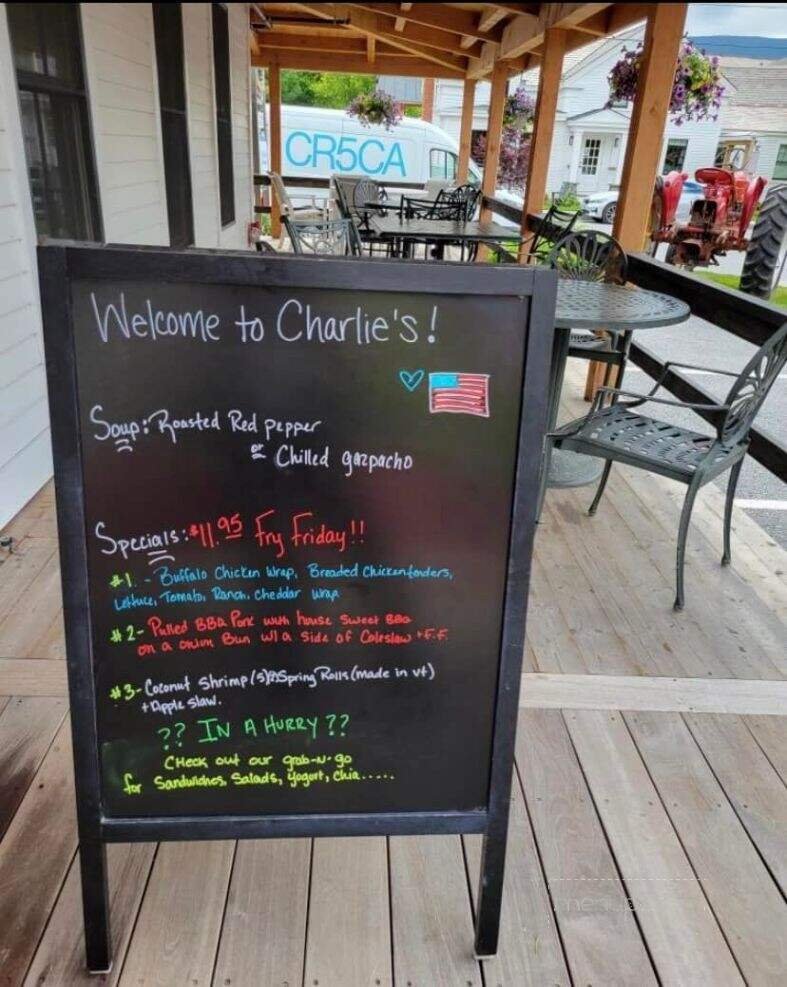 CR5CA
Welcome to Charlie's!
Soup: Roasted Red pepper
or Chilled gazpacho
Specials: $11.95 Fry Friday!!
#1. - Buffalo Chicken Wrap, Breaded Chickentenders,
Lettuce, Tomato, Ranch, cheddar wrap
#2- Pulled BBQ Pork with house Sweet BBQ
on a onion Bun w/ a side of Coleslaw + F.F.
#3- Coconut shrimp (5) Spring Rolls (made in vt)
+ Apple slaw.
?? IN A HURRY ??
CHeck out our grab-N-go
for Sandwiches, Salads, yogurt, chia.....